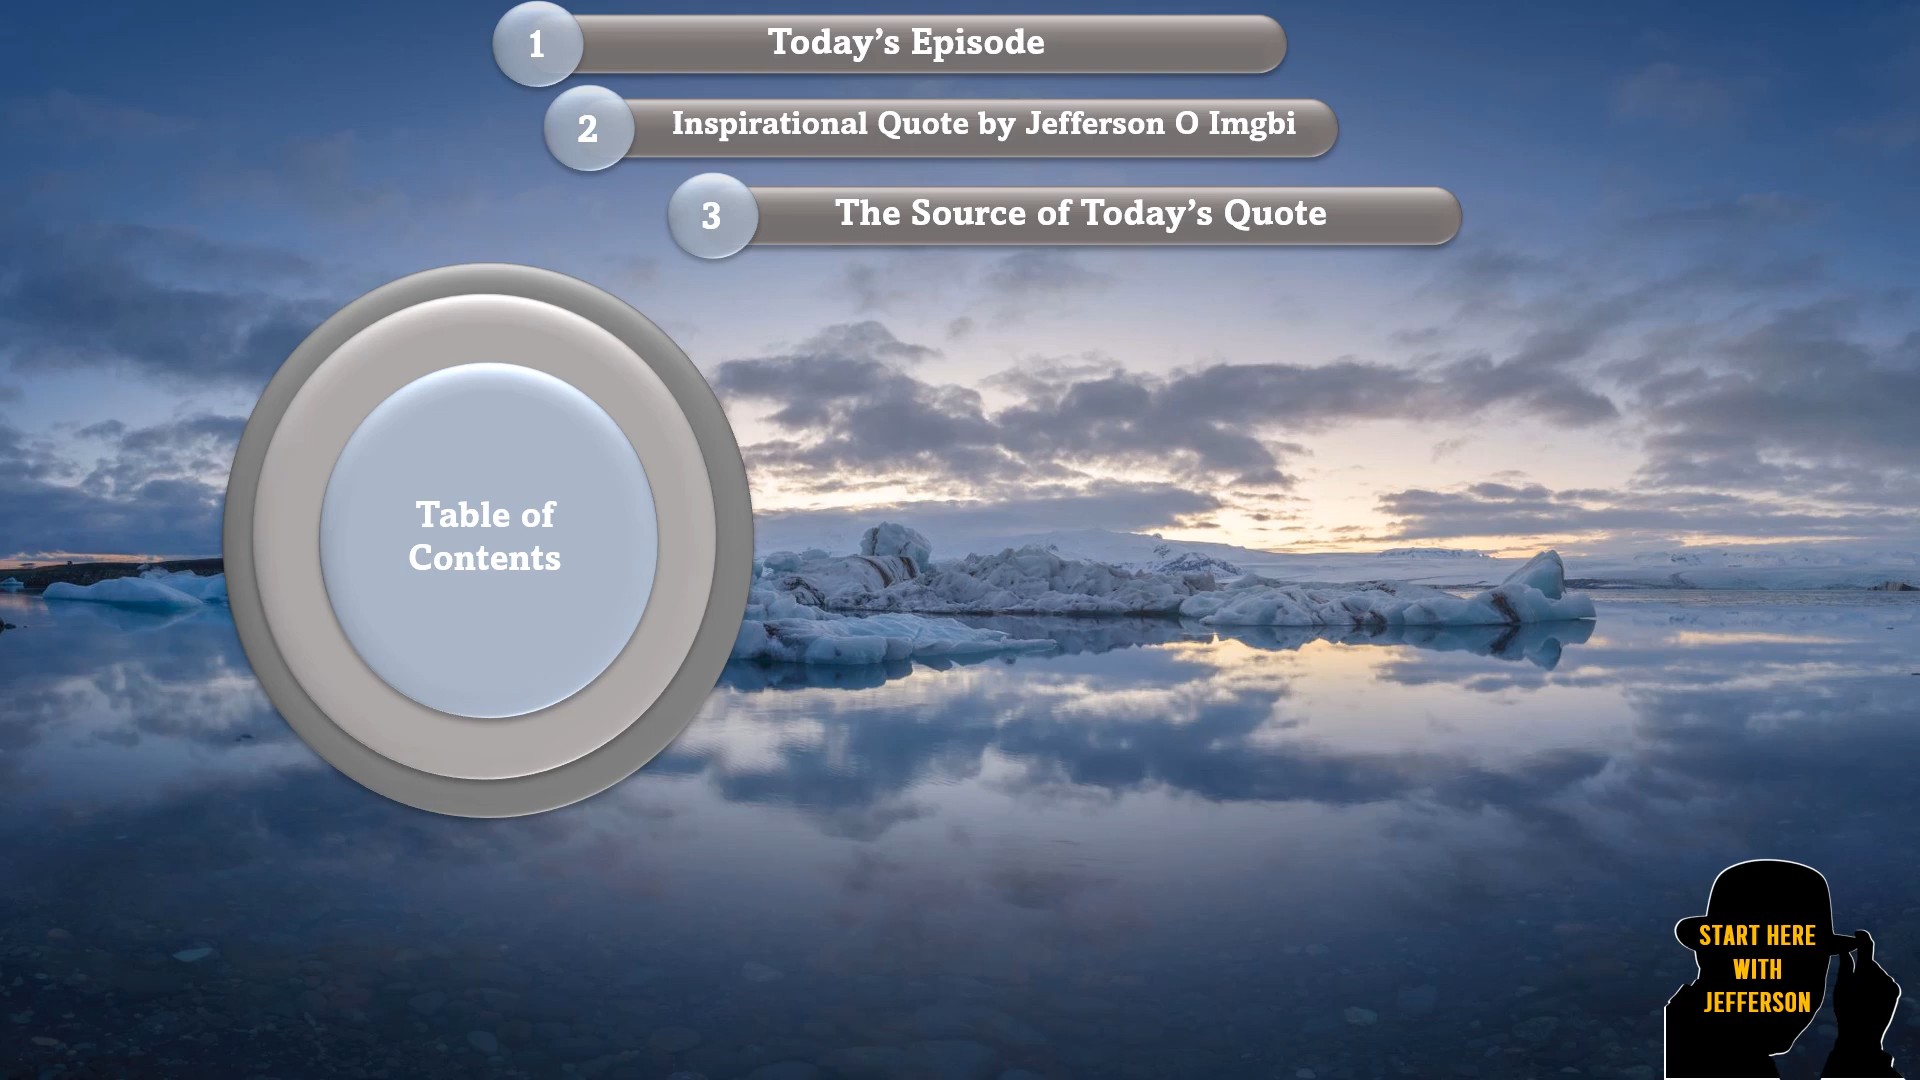 1
Today’s Episode
2
Inspirational Quote by Jefferson O Imgbi
3
The Source of Today’s Quote
Table of
Contents
START HERE
WITH
JEFFERSON